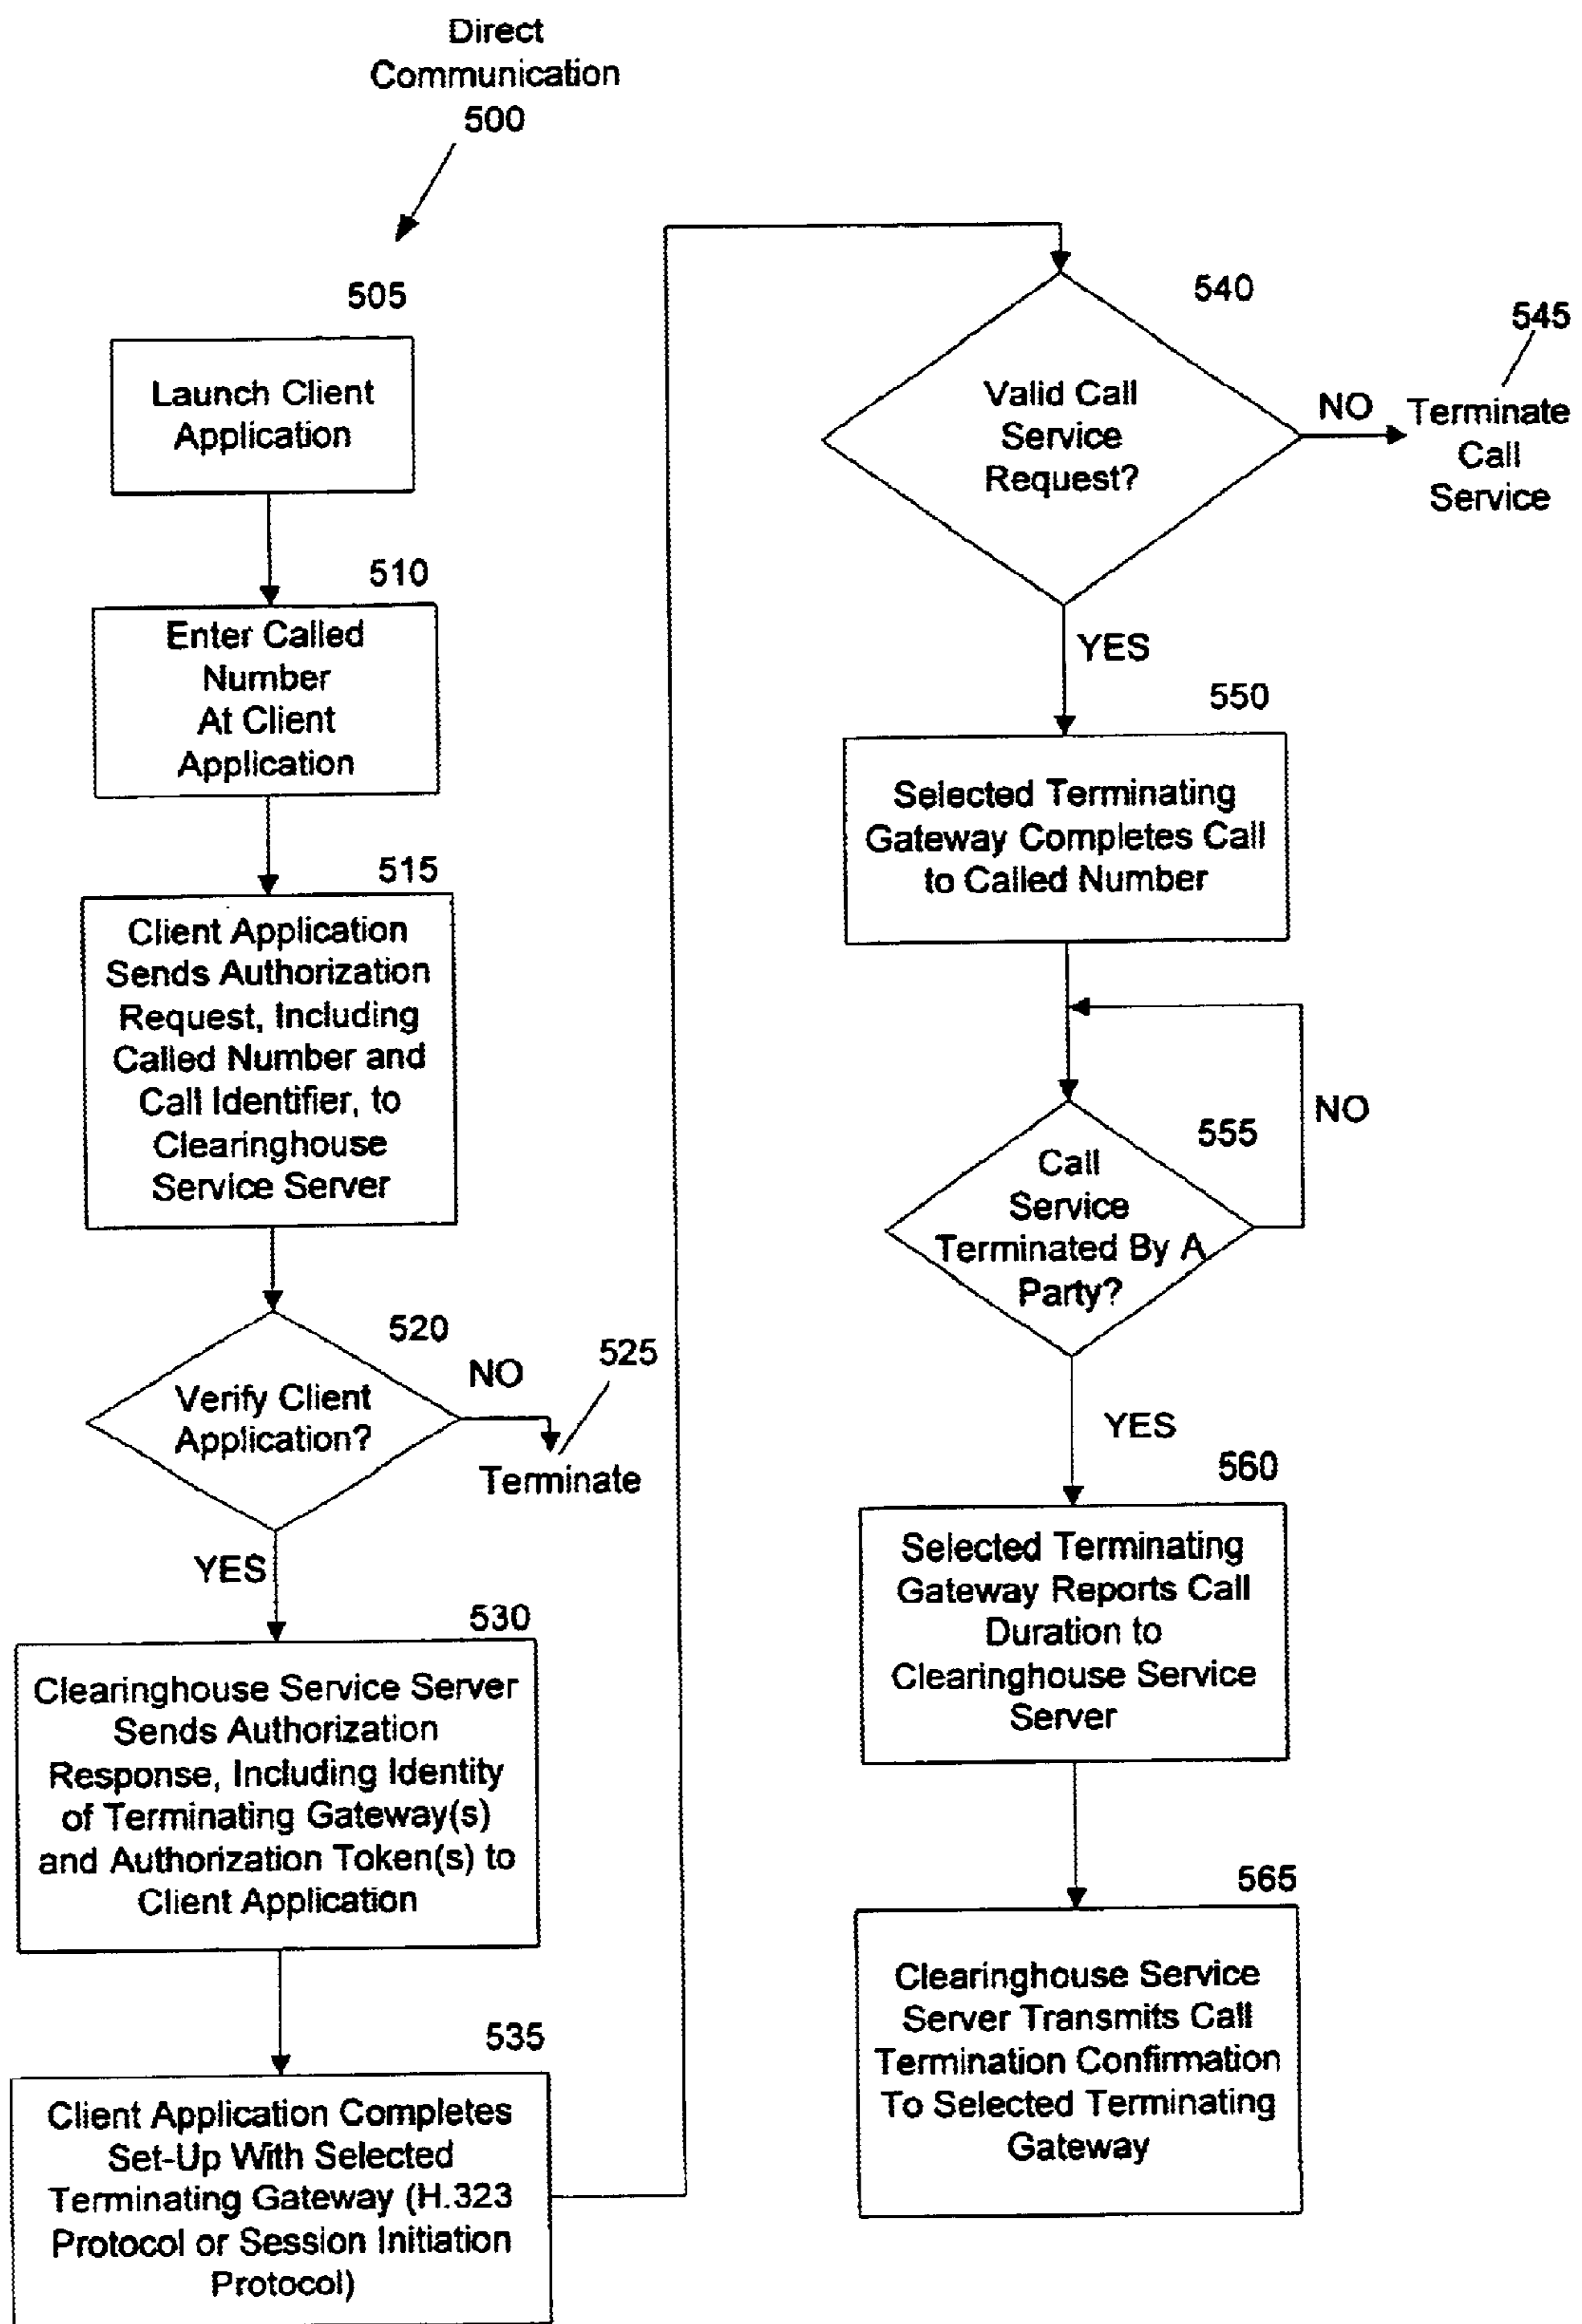 Direct
Communication
500
505
Launch Client
Application
510
Enter Called
Number
At Client
Application
515
Client Application
Sends Authorization
Request, Including
Called Number and
Call Identifier, to
Clearinghouse
Service Server
520
Verify Client
Application?
NO
525
Terminate
YES
530
Clearinghouse Service Server
Sends Authorization
Response, Including Identity
of Terminating Gateway(s)
and Authorization Token(s) to
Client Application
535
Client Application Completes
Set-Up With Selected
Terminating Gateway (H.323
Protocol or Session Initiation
Protocol)
540
Valid Call
Service
Request?
NO
545
Terminate
Call
Service
YES
550
Selected Terminating
Gateway Completes Call
to Called Number
555
Call
Service
Terminated By A
Party?
NO
YES
560
Selected Terminating
Gateway Reports Call
Duration to
Clearinghouse Service
Server
565
Clearinghouse Service
Server Transmits Call
Termination Confirmation
To Selected Terminating
Gateway